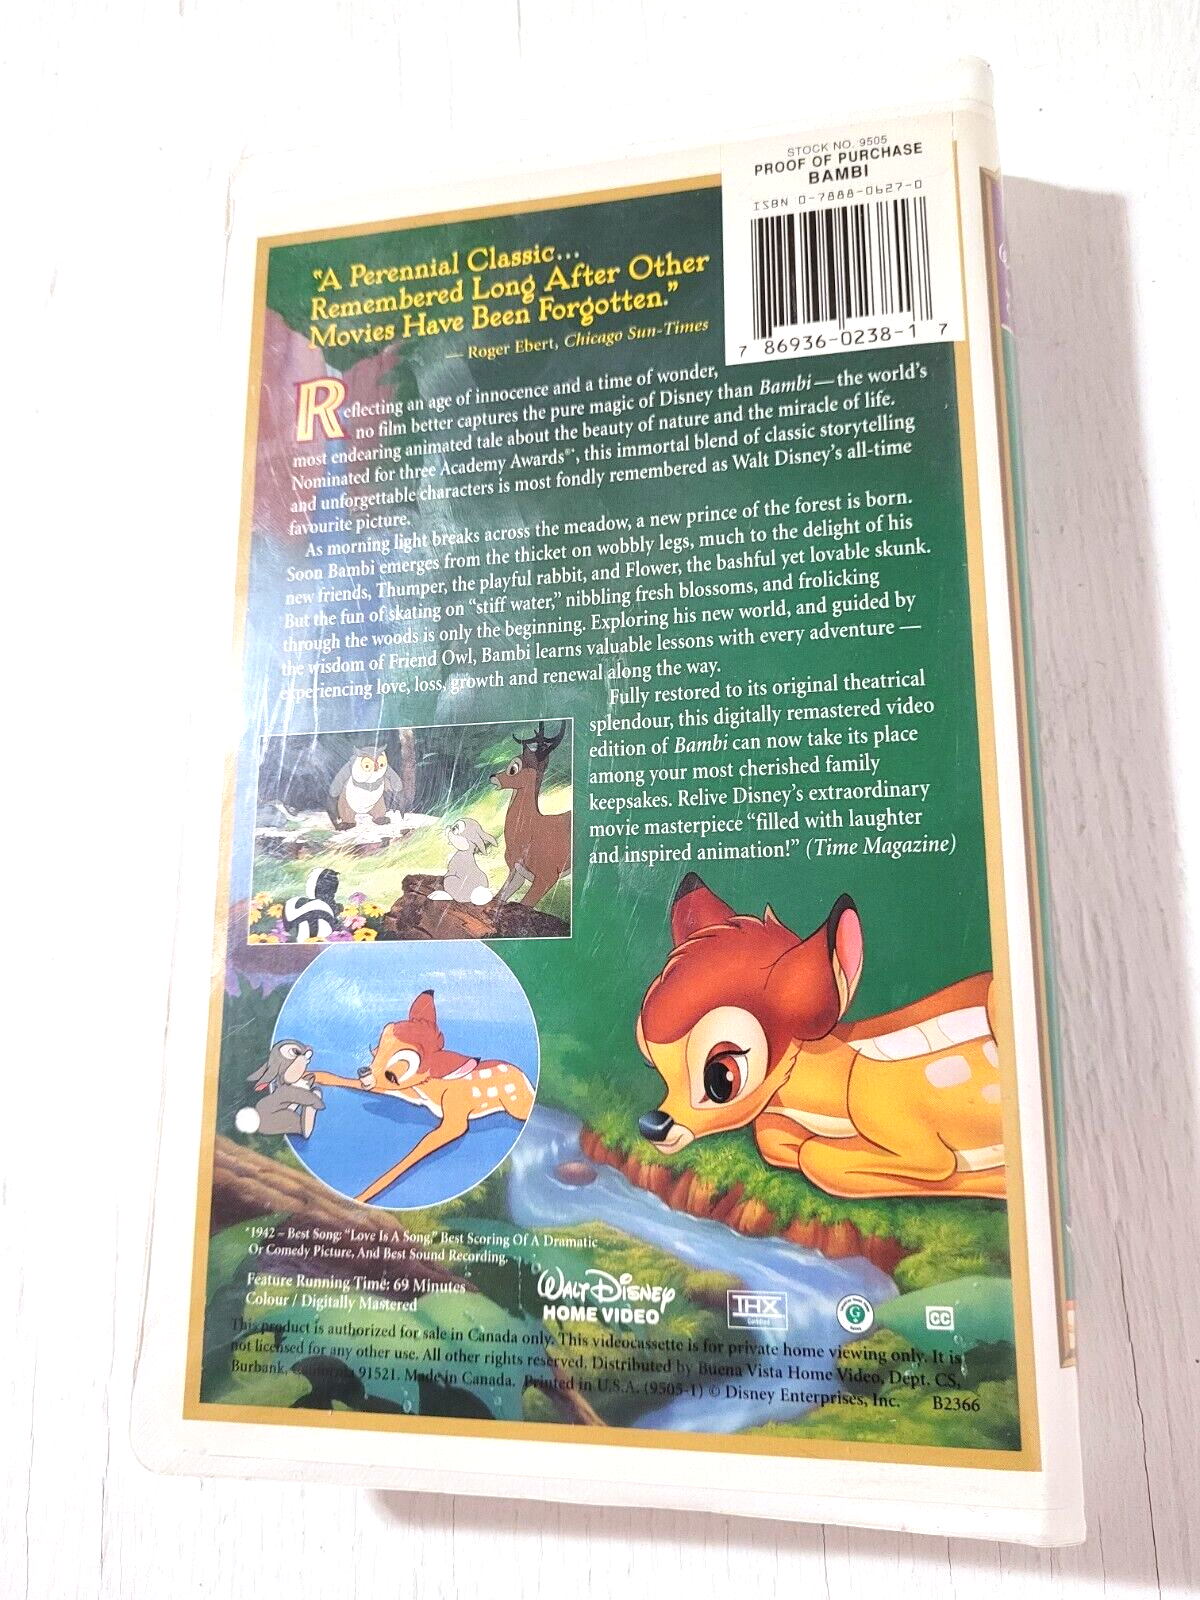 STOCK NO. 9505
PROOF OF PURCHASE
BAMBI
ISBN 0-7888-0627-0
7 86936-0238-1 7
"A Perennial Classic...
Remembered Long After Other
Movies Have Been Forgotten."
— Roger Ebert, Chicago Sun-Times
Reflecting an age of innocence and a time of wonder,
no film better captures the pure magic of Disney than Bambi—the world's
most endearing animated tale about the beauty of nature and the miracle of life.
Nominated for three Academy Awards®*, this immortal blend of classic storytelling
and unforgettable characters is most fondly remembered as Walt Disney's all-time
favourite picture.
As morning light breaks across the meadow, a new prince of the forest is born.
Soon Bambi emerges from the thicket on wobbly legs, much to the delight of his
new friends, Thumper, the playful rabbit, and Flower, the bashful yet lovable skunk.
But the fun of skating on "stiff water," nibbling fresh blossoms, and frolicking
through the woods is only the beginning. Exploring his new world, and guided by
the wisdom of Friend Owl, Bambi learns valuable lessons with every adventure —
experiencing love, loss, growth and renewal along the way.
Fully restored to its original theatrical
splendour, this digitally remastered video
edition of Bambi can now take its place
among your most cherished family
keepsakes. Relive Disney's extraordinary
movie masterpiece "filled with laughter
and inspired animation!" (Time Magazine)
*1942 – Best Song: "Love Is A Song," Best Scoring Of A Dramatic
Or Comedy Picture, And Best Sound Recording.
Feature Running Time: 69 Minutes
Colour / Digitally Mastered
WALT DISNEY
HOME VIDEO
THX
G
CC
This product is authorized for sale in Canada only. This videocassette is for private home viewing only. It is
not licensed for any other use. All other rights reserved. Distributed by Buena Vista Home Video, Dept. CS,
Burbank, California 91521. Made in Canada. Printed in U.S.A. (9505-1) © Disney Enterprises, Inc. B2366